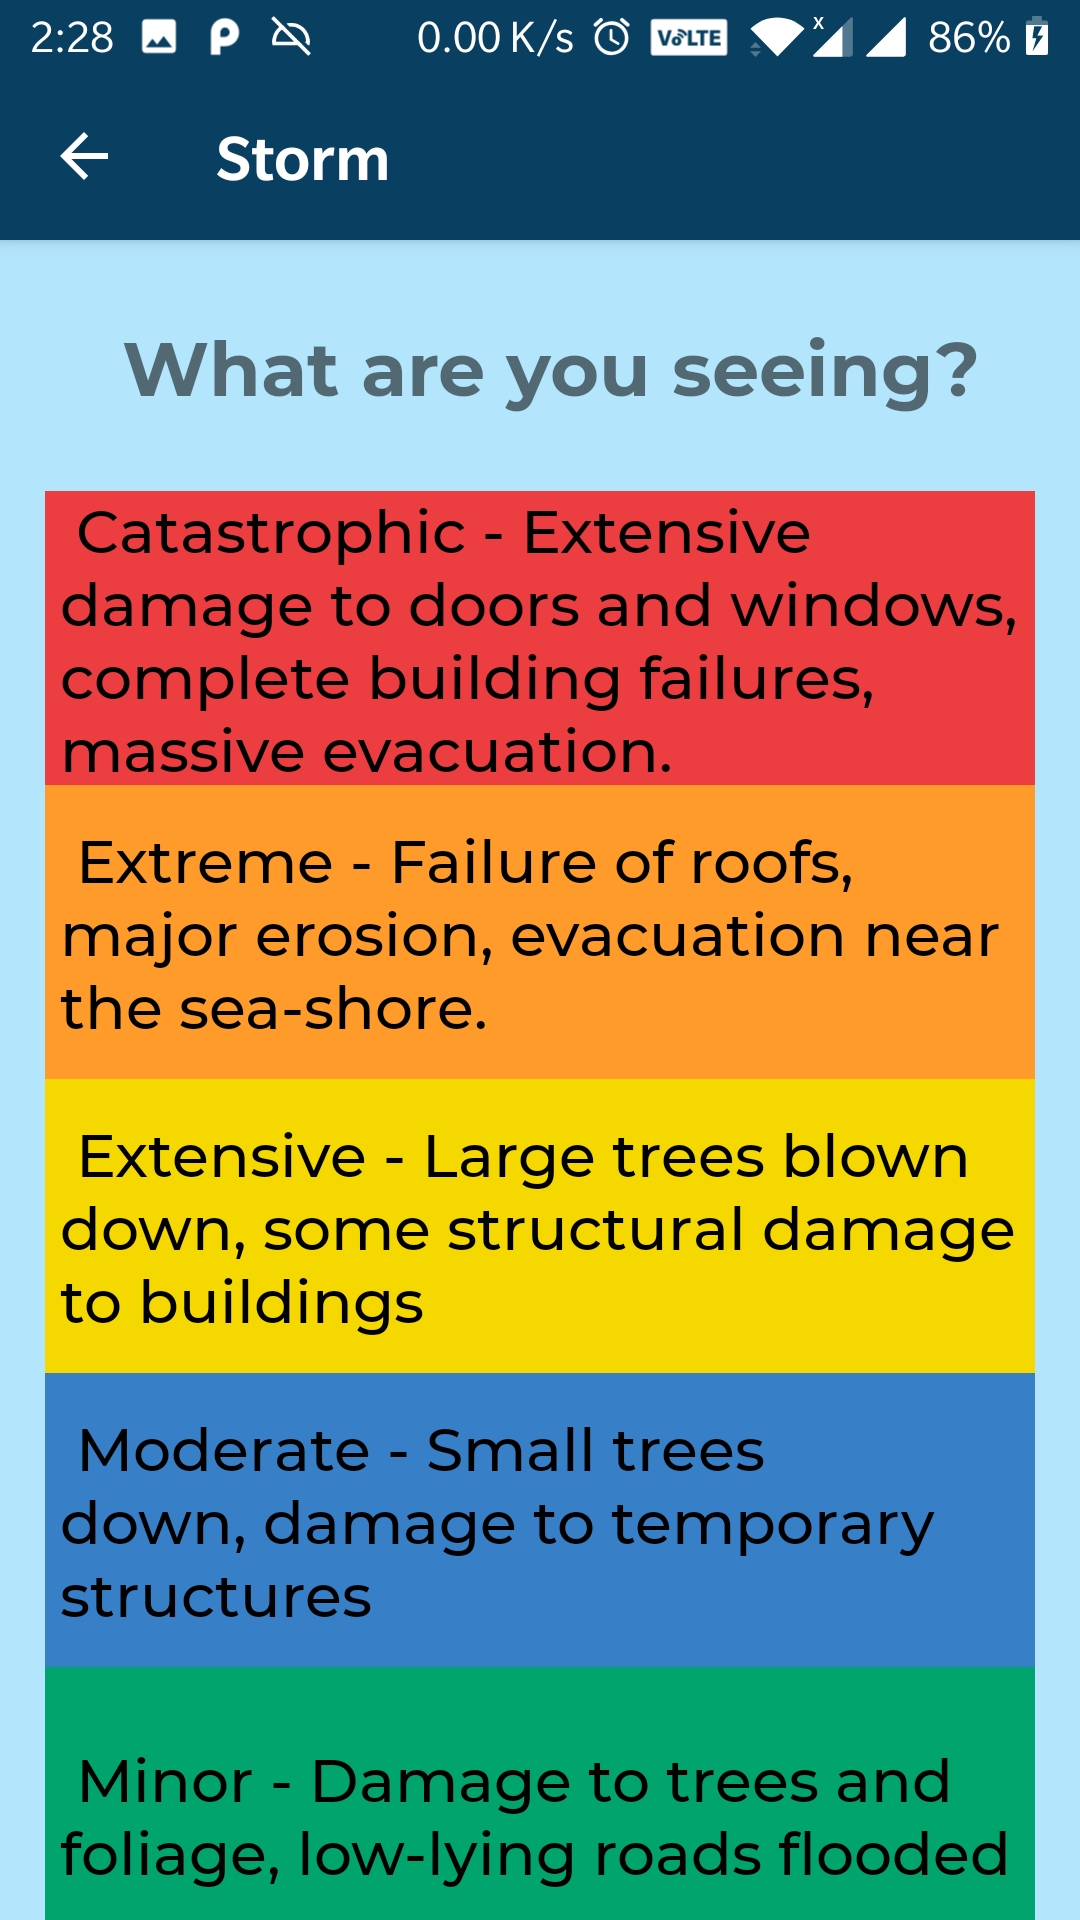 2:28 0.00 K/s VoLTE x 86%
Storm
What are you seeing?
Catastrophic - Extensive
damage to doors and windows,
complete building failures,
massive evacuation.
Extreme - Failure of roofs,
major erosion, evacuation near
the sea-shore.
Extensive - Large trees blown
down, some structural damage
to buildings
Moderate - Small trees
down, damage to temporary
structures
Minor - Damage to trees and
foliage, low-lying roads flooded